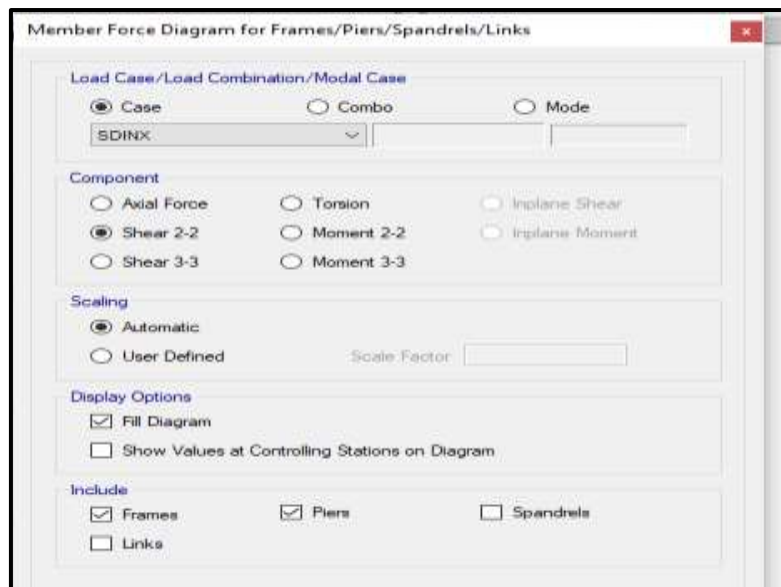 Member Force Diagram for Frames/Piers/Spandrels/Links
Load Case/Load Combination/Modal Case
Case Combo Mode
SDINX
Component
Axial Force Torsion Inplane Shear
Shear 2-2 Moment 2-2 Inplane Moment
Shear 3-3 Moment 3-3
Scaling
Automatic
User Defined Scale Factor
Display Options
Fill Diagram
Show Values at Controlling Stations on Diagram
Include
Frames Piers Spandrels
Links